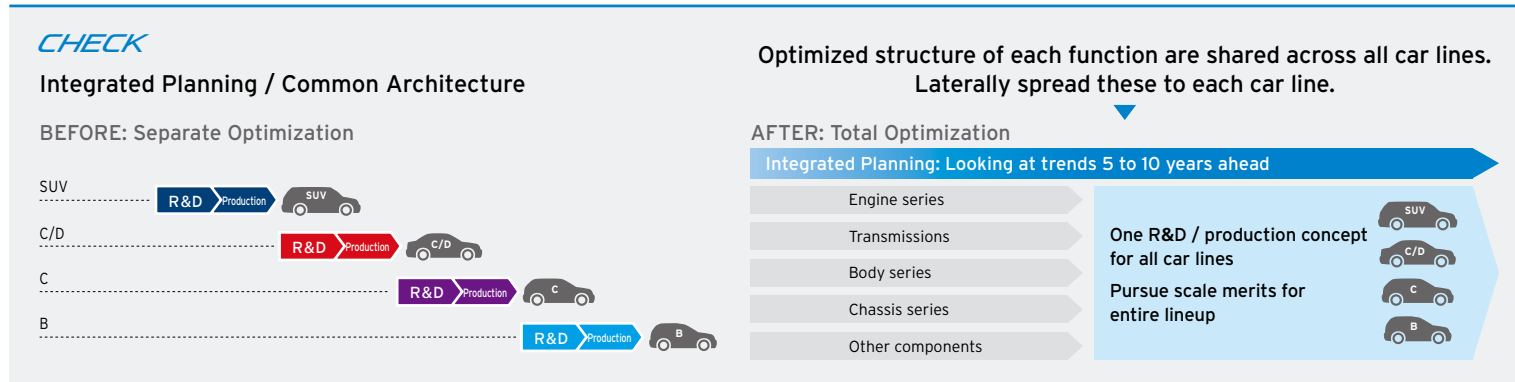 CHECK
Integrated Planning / Common Architecture
BEFORE: Separate Optimization
SUV
R&D
Production
SUV
C/D
R&D
Production
C/D
C
R&D
Production
C
B
R&D
Production
B
Optimized structure of each function are shared across all car lines.
Laterally spread these to each car line.
AFTER: Total Optimization
Integrated Planning: Looking at trends 5 to 10 years ahead
Engine series
Transmissions
Body series
Chassis series
Other components
One R&D / production concept
for all car lines
Pursue scale merits for
entire lineup
SUV
C/D
C
B